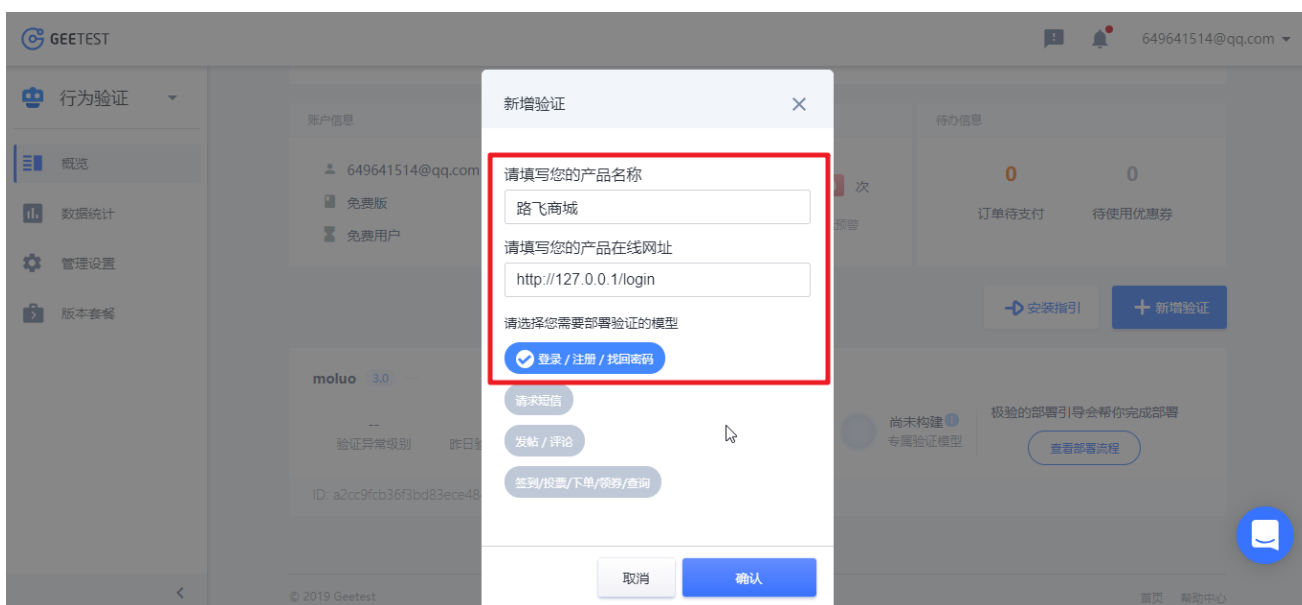 GEETEST
649641514@qq.com
行为验证
概览
数据统计
管理设置
版本套餐
账户信息
649641514@qq.com
免费版
免费用户
次
预警
待办信息
0
订单待支付
0
待使用优惠券
安装指引
新增验证
moluo 3.0
--
验证异常级别
昨日验
尚未构建
专属验证模型
极验的部署引导会帮你完成部署
查看部署流程
ID: a2cc9fcb36f3bd83ece48
新增验证
请填写您的产品名称
路飞商城
请填写您的产品在线网址
http://127.0.0.1/login
请选择您需要部署验证的模型
登录 / 注册 / 找回密码
请求短信
发帖 / 评论
签到/投票/下单/领券/查询
取消
确认
© 2019 Geetest
首页 帮助中心